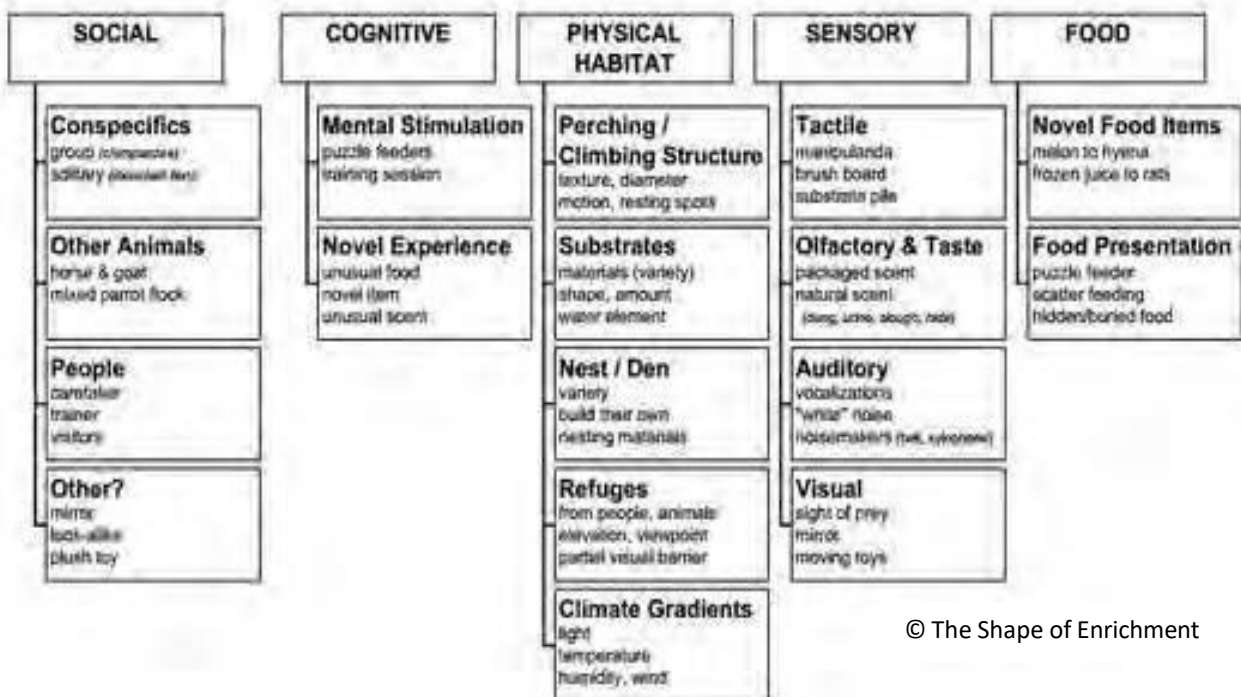 SOCIAL
Conspecifics
group (chimpanzee)
solitary
Other Animals
horse & goat
mixed parrot flock
People
caretaker
trainer
visitors
Other?
mirror
look-alike
plush toy
COGNITIVE
Mental Stimulation
puzzle feeders
training session
Novel Experience
unusual food
novel item
unusual scent
PHYSICAL
HABITAT
Perching /
Climbing Structure
texture, diameter
motion, resting spots
Substrates
materials (variety)
shape, amount
water element
Nest / Den
variety
build their own
nesting materials
Refuges
from people, animals
elevation, viewpoint
partial visual barrier
Climate Gradients
light
temperature
humidity, wind
SENSORY
Tactile
manipulanda
brush board
substrate pile
Olfactory & Taste
packaged scent
natural scent
(dung, urine, slough,
Auditory
vocalizations
"white" noise
noisemakers (bell, xylophone)
Visual
sight of prey
mirror
moving toys
FOOD
Novel Food Items
melon to hyena
frozen juice to rats
Food Presentation
puzzle feeder
scatter feeding
hidden/buried food
© The Shape of Enrichment